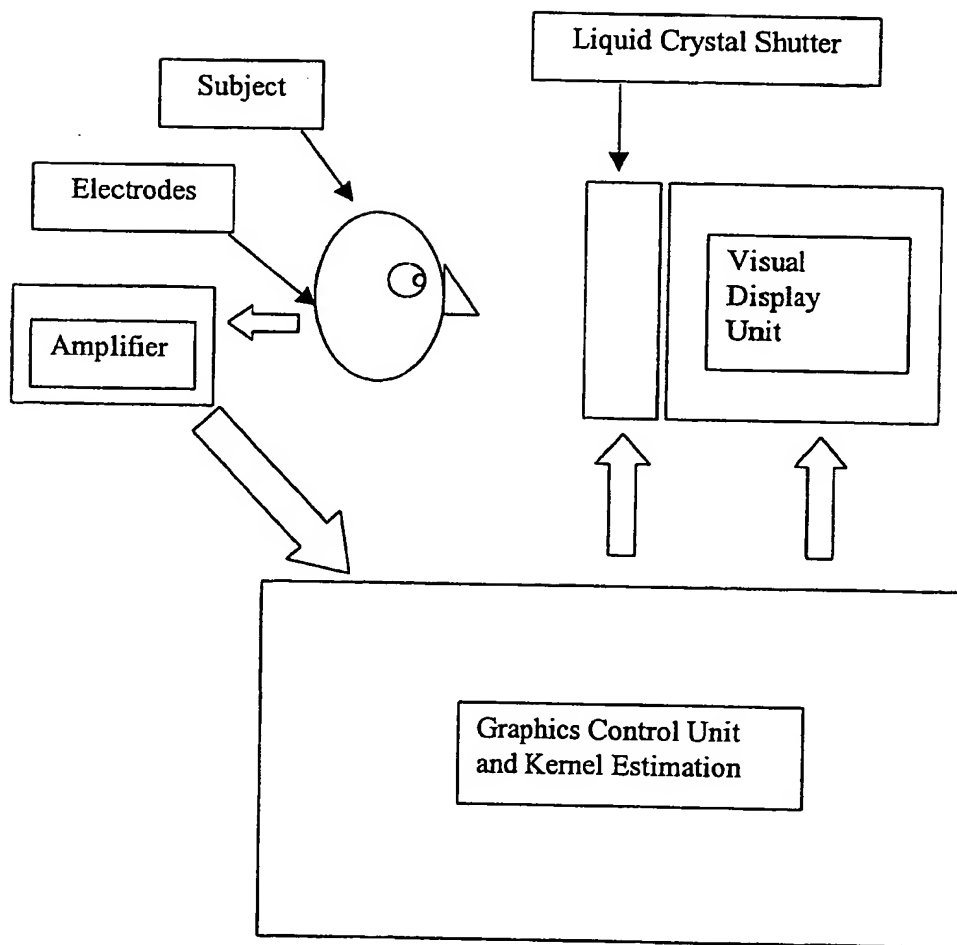 Liquid Crystal Shutter
Subject
Electrodes
Visual
Display
Unit
Amplifier
Graphics Control Unit
and Kernel Estimation